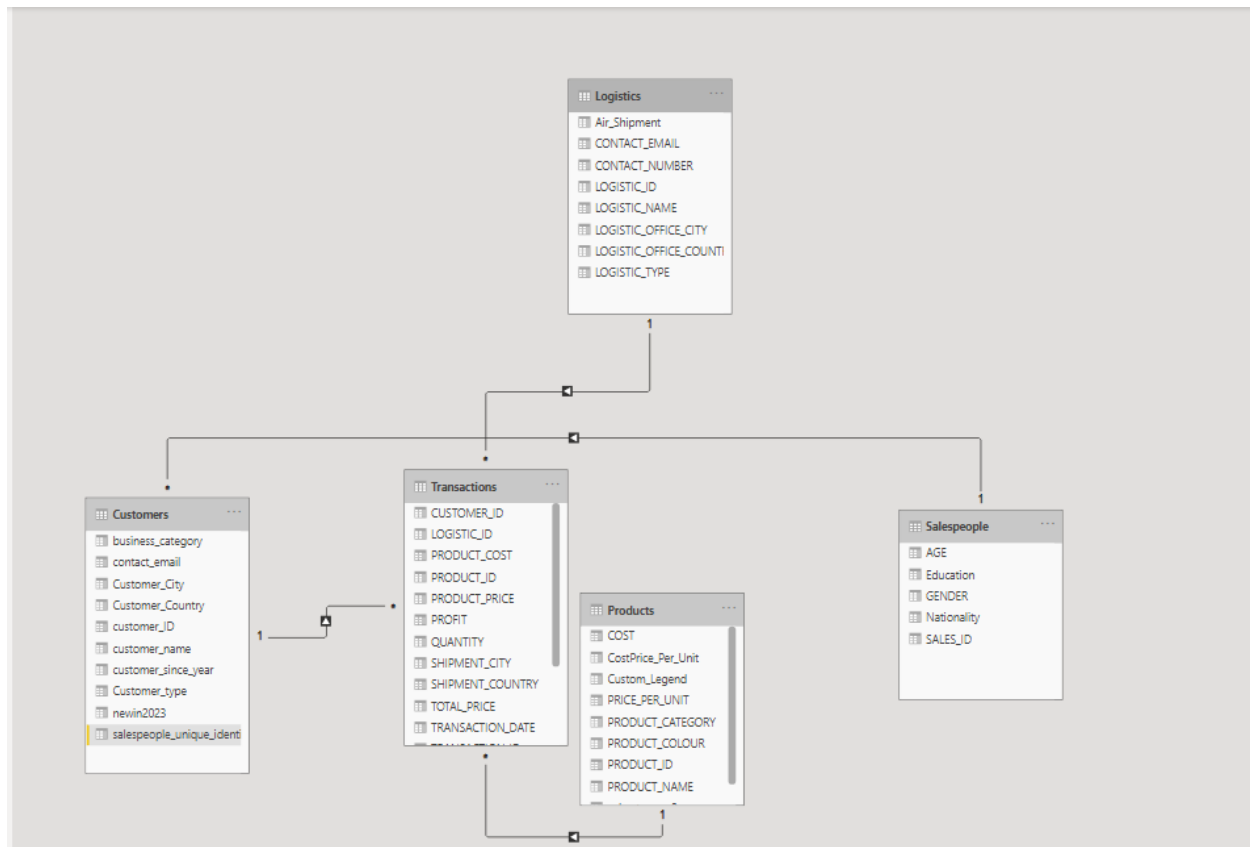 Logistics
Air_Shipment
CONTACT_EMAIL
CONTACT_NUMBER
LOGISTIC_ID
LOGISTIC_NAME
LOGISTIC_OFFICE_CITY
LOGISTIC_OFFICE_COUNT
LOGISTIC_TYPE
1
*
*
1
Customers
business_category
contact_email
Customer_City
Customer_Country
customer_ID
customer_name
customer_since_year
Customer_type
newin2023
salespeople_unique_identi
1
*
Transactions
CUSTOMER_ID
LOGISTIC_ID
PRODUCT_COST
PRODUCT_ID
PRODUCT_PRICE
PROFIT
QUANTITY
SHIPMENT_CITY
SHIPMENT_COUNTRY
TOTAL_PRICE
TRANSACTION_DATE
*
Products
COST
CostPrice_Per_Unit
Custom_Legend
PRICE_PER_UNIT
PRODUCT_CATEGORY
PRODUCT_COLOUR
PRODUCT_ID
PRODUCT_NAME
1
Salespeople
AGE
Education
GENDER
Nationality
SALES_ID